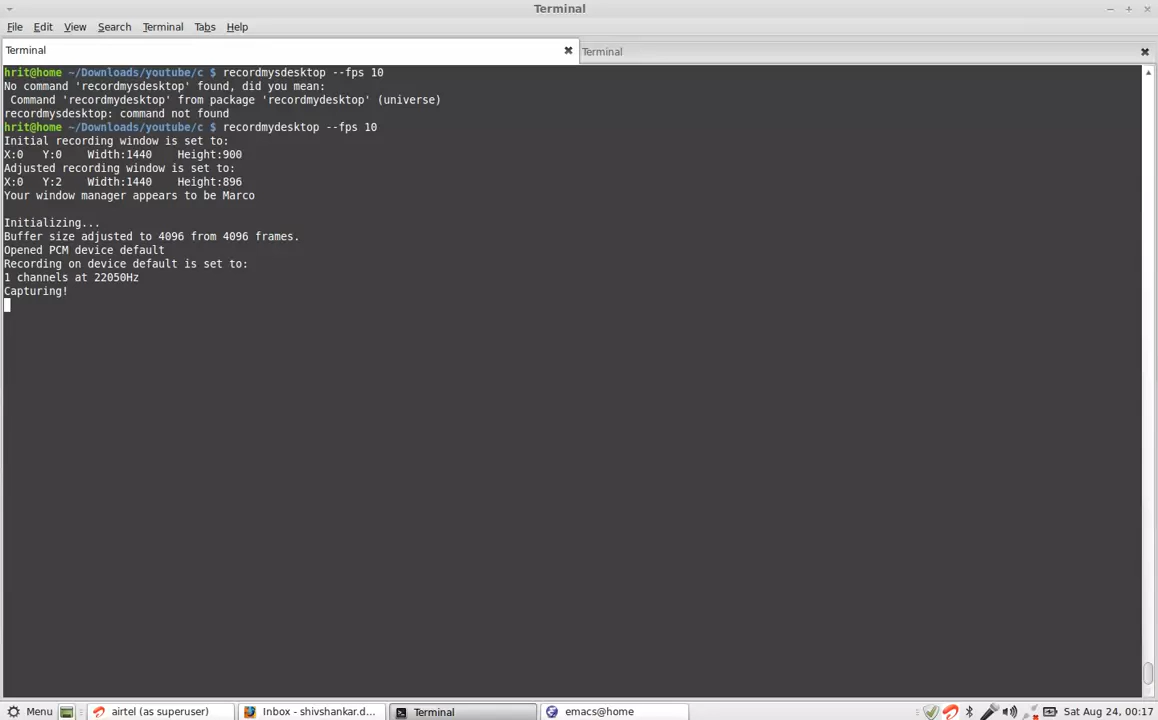 Terminal
File Edit View Search Terminal Tabs Help
Terminal
Terminal
hrit@home ~/Downloads/youtube/c $ recordmysdesktop --fps 10
No command 'recordmysdesktop' found, did you mean:
 Command 'recordmydesktop' from package 'recordmydesktop' (universe)
recordmysdesktop: command not found
hrit@home ~/Downloads/youtube/c $ recordmydesktop --fps 10
Initial recording window is set to:
X:0   Y:0    Width:1440    Height:900
Adjusted recording window is set to:
X:0   Y:2    Width:1440    Height:896
Your window manager appears to be Marco
Initializing...
Buffer size adjusted to 4096 from 4096 frames.
Opened PCM device default
Recording on device default is set to:
1 channels at 22050Hz
Capturing!
Menu airtel (as superuser) Inbox - shivshankar.d... Terminal emacs@home Sat Aug 24, 00:17